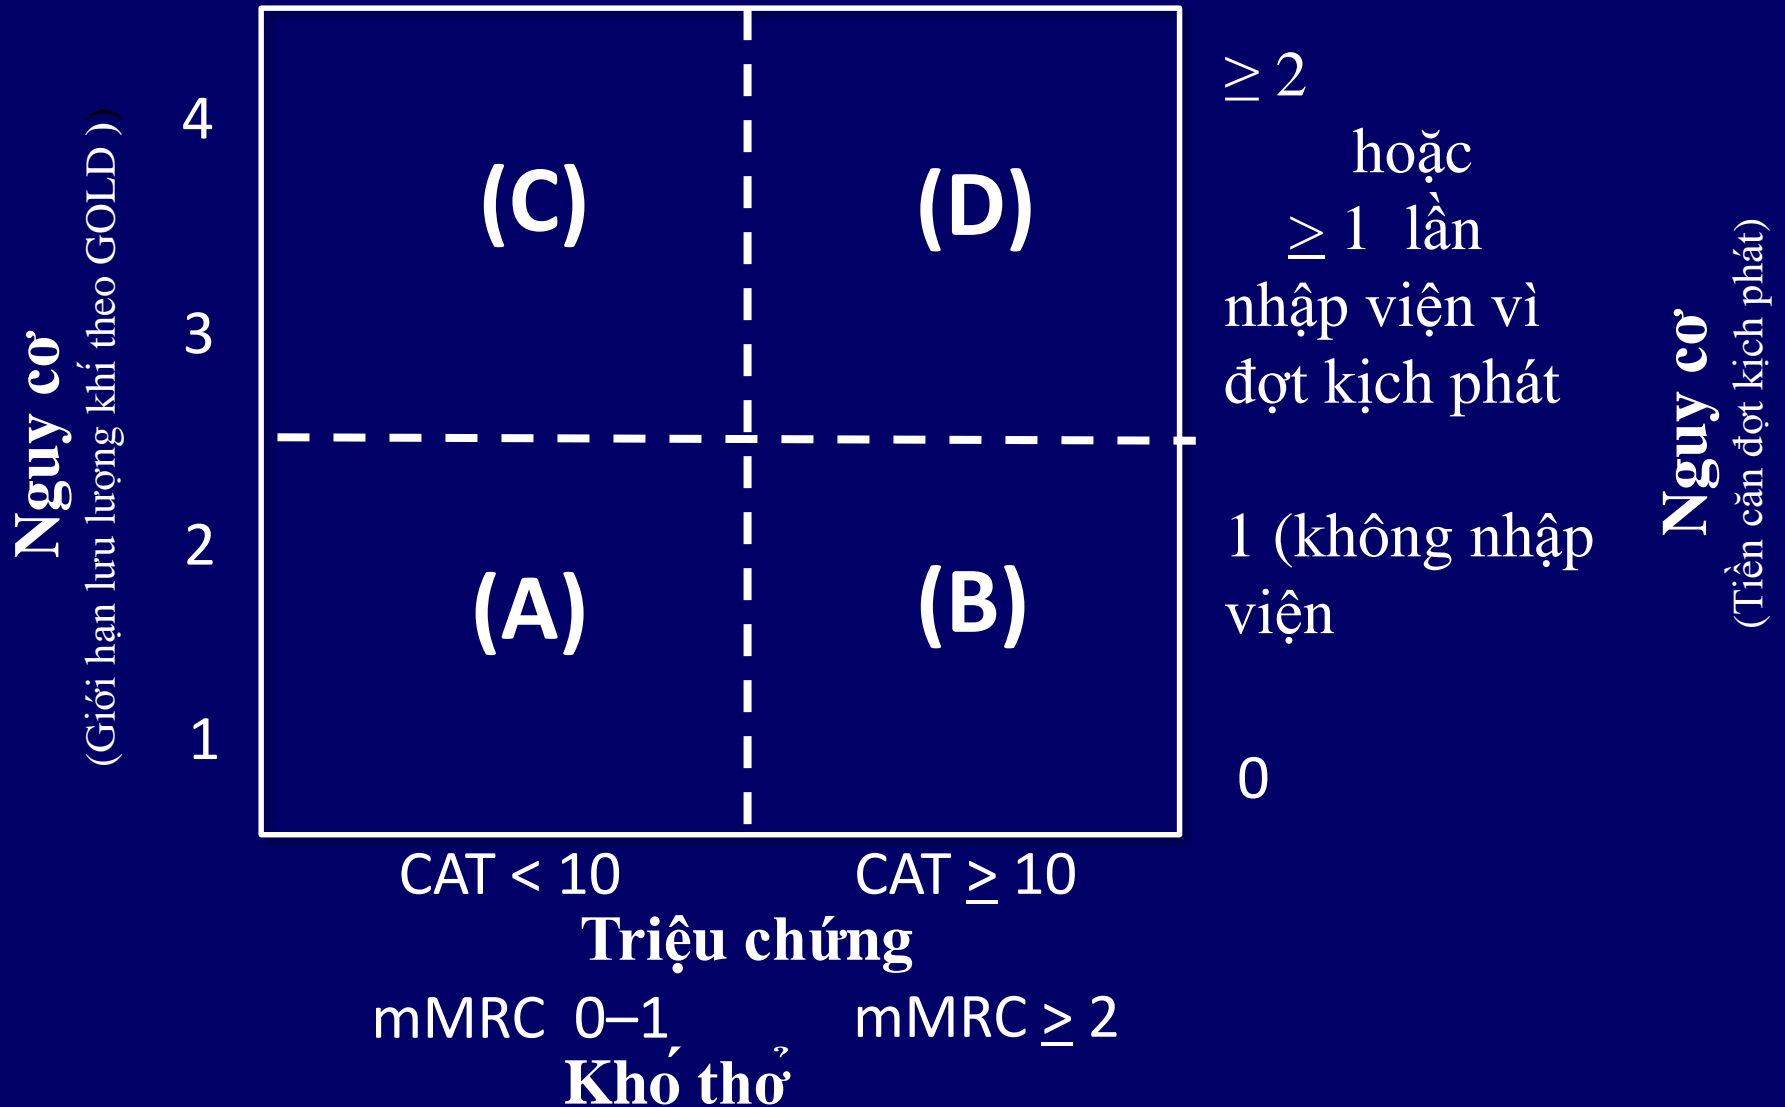 Nguy cơ
(Giới hạn lưu lượng khí theo GOLD ))
4
3
2
1
(C)
(D)
(A)
(B)
≥ 2
hoặc
≥ 1 lần
nhập viện vì
đợt kịch phát
1 (không nhập
viện
0
Nguy cơ
(Tiền căn đợt kịch phát)
CAT < 10
CAT ≥ 10
Triệu chứng
mMRC 0–1
mMRC ≥ 2
Khó thở